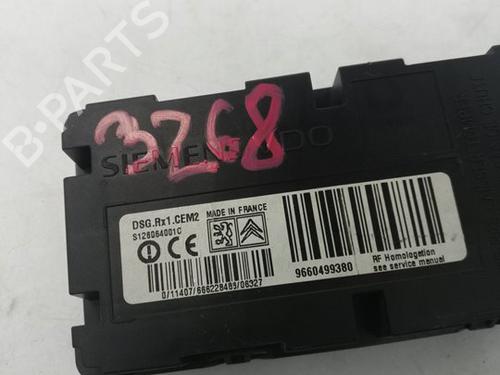 B-PARTS
3268
SIEMENS VDO
DSG.Rx1.CEM2
S126064001C
MADE IN FRANCE
CE
0/11407/666228489/06327
9660499380
RF Homologation
see service manual